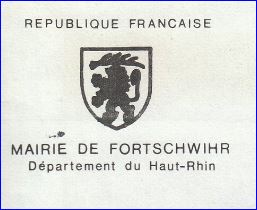 REPUBLIQUE FRANCAISE
MAIRIE DE FORTSCHWIHR
Département du Haut-Rhin